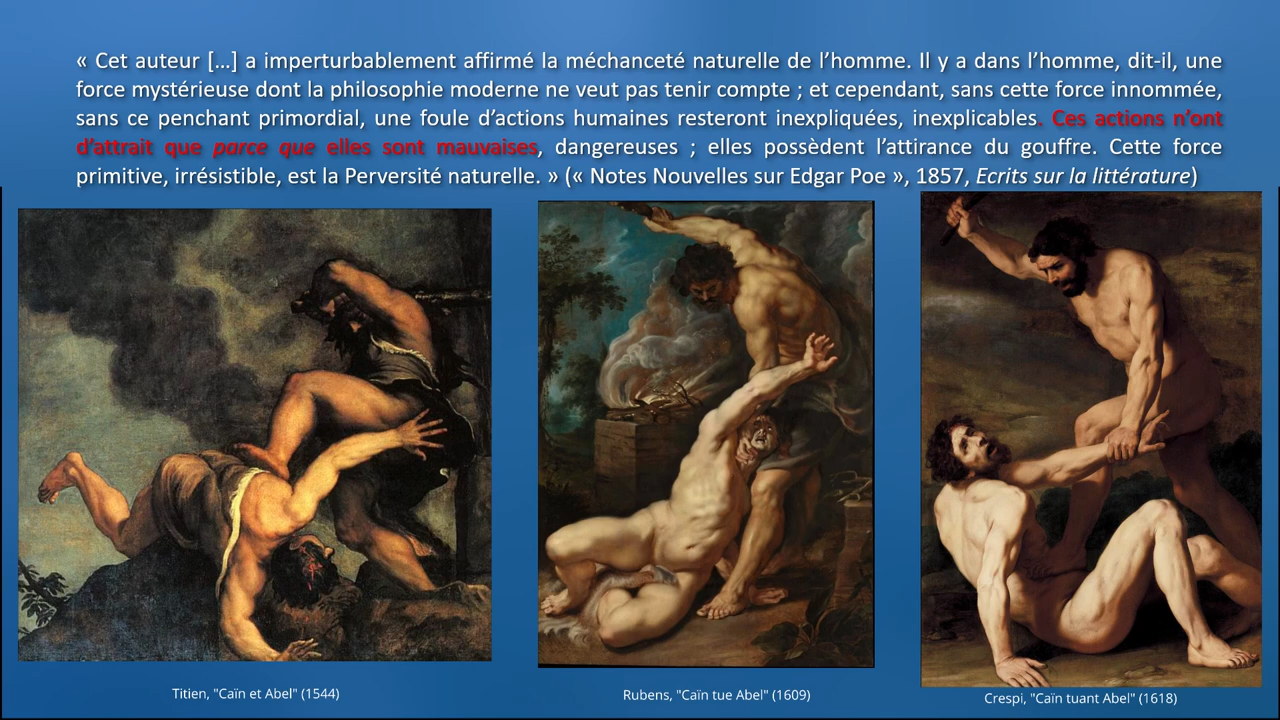 « Cet auteur […] a imperturbablement affirmé la méchanceté naturelle de l’homme. Il y a dans l’homme, dit-il, une
force mystérieuse dont la philosophie moderne ne veut pas tenir compte ; et cependant, sans cette force innommée,
sans ce penchant primordial, une foule d’actions humaines resteront inexpliquées, inexplicables. Ces actions n’ont
d’attrait que parce que elles sont mauvaises, dangereuses ; elles possèdent l’attirance du gouffre. Cette force
primitive, irrésistible, est la Perversité naturelle. » (« Notes Nouvelles sur Edgar Poe », 1857, Ecrits sur la littérature)
Titien, "Caïn et Abel" (1544)
Rubens, "Caïn tue Abel" (1609)
Crespi, "Caïn tuant Abel" (1618)